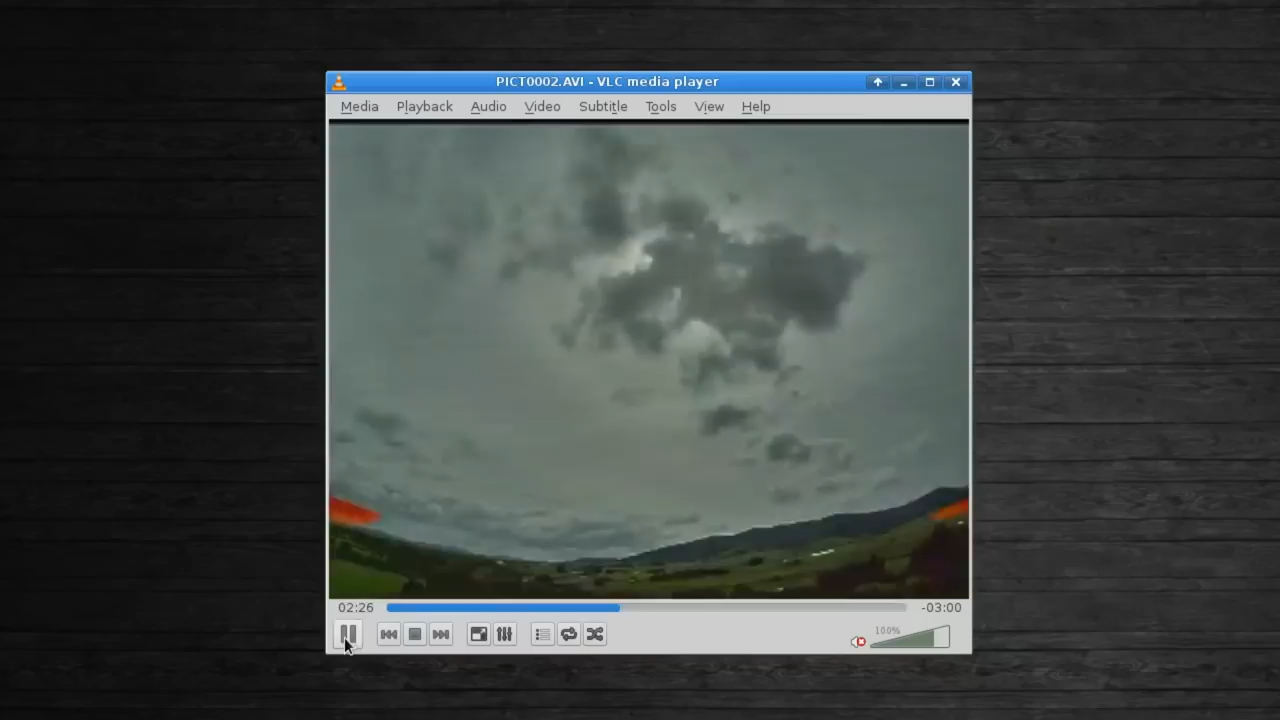 PICT0002.AVI - VLC media player
Media Playback Audio Video Subtitle Tools View Help
02:26 -03:00
100%